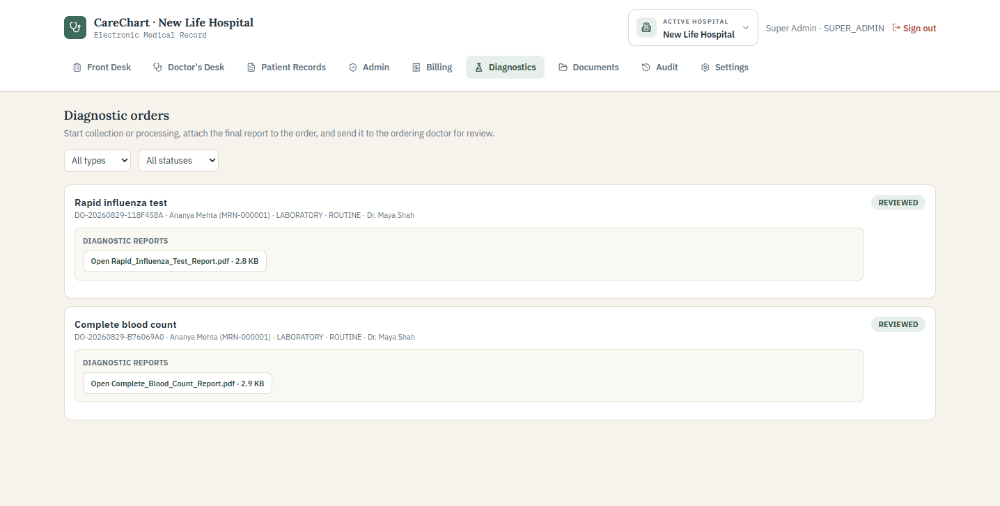 CareChart · New Life Hospital
Electronic Medical Record
ACTIVE HOSPITAL
New Life Hospital
Super Admin · SUPER_ADMIN
Sign out
Front Desk
Doctor's Desk
Patient Records
Admin
Billing
Diagnostics
Documents
Audit
Settings
Diagnostic orders
Start collection or processing, attach the final report to the order, and send it to the ordering doctor for review.
All types
All statuses
Rapid influenza test
REVIEWED
DO-20260829-118F458A · Ananya Mehta (MRN-000001) · LABORATORY · ROUTINE · Dr. Maya Shah
DIAGNOSTIC REPORTS
Open Rapid_Influenza_Test_Report.pdf · 2.8 KB
Complete blood count
REVIEWED
DO-20260829-B76069A0 · Ananya Mehta (MRN-000001) · LABORATORY · ROUTINE · Dr. Maya Shah
DIAGNOSTIC REPORTS
Open Complete_Blood_Count_Report.pdf · 2.9 KB